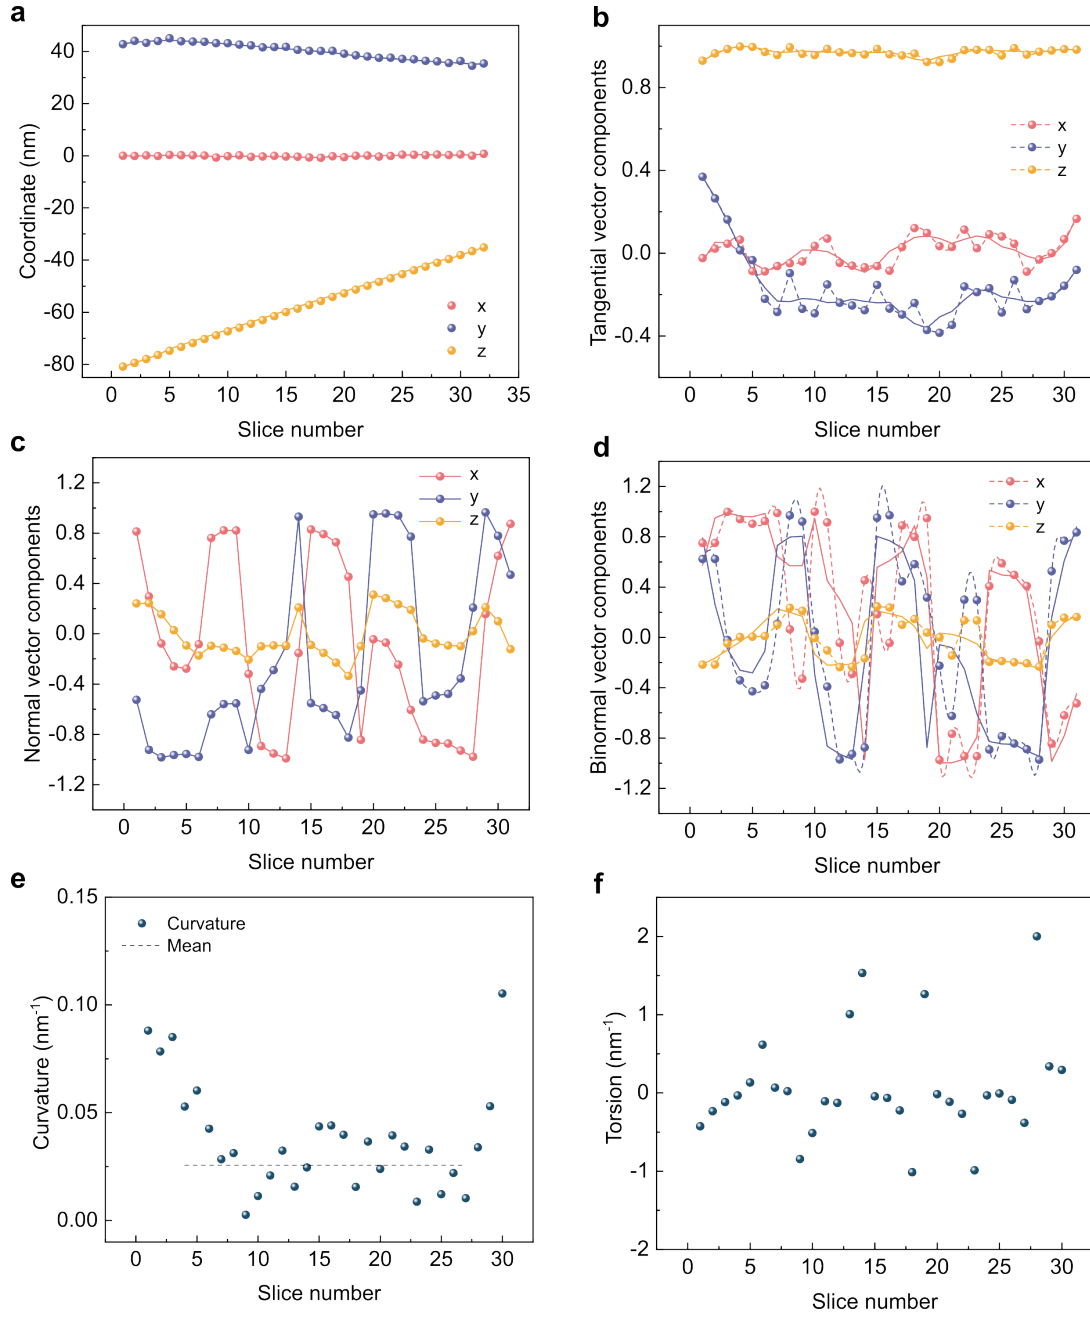 a
40
20
0
-20
-40
-60
-80
Coordinate (nm)
x
y
z
0 5 10 15 20 25 30 35
Slice number
b
0.8
0.4
0.0
-0.4
Tangential vector components
x
y
z
0 5 10 15 20 25 30
Slice number
c
1.2
0.8
0.4
0.0
-0.4
-0.8
-1.2
Normal vector components
x
y
z
0 5 10 15 20 25 30
Slice number
d
1.2
0.8
0.4
0.0
-0.4
-0.8
-1.2
Binormal vector components
x
y
z
0 5 10 15 20 25 30
Slice number
e
0.15
0.10
0.05
0.00
Curvature (nm⁻¹)
Curvature
Mean
0 5 10 15 20 25 30
Slice number
f
2
1
0
-1
-2
Torsion (nm⁻¹)
0 5 10 15 20 25 30
Slice number